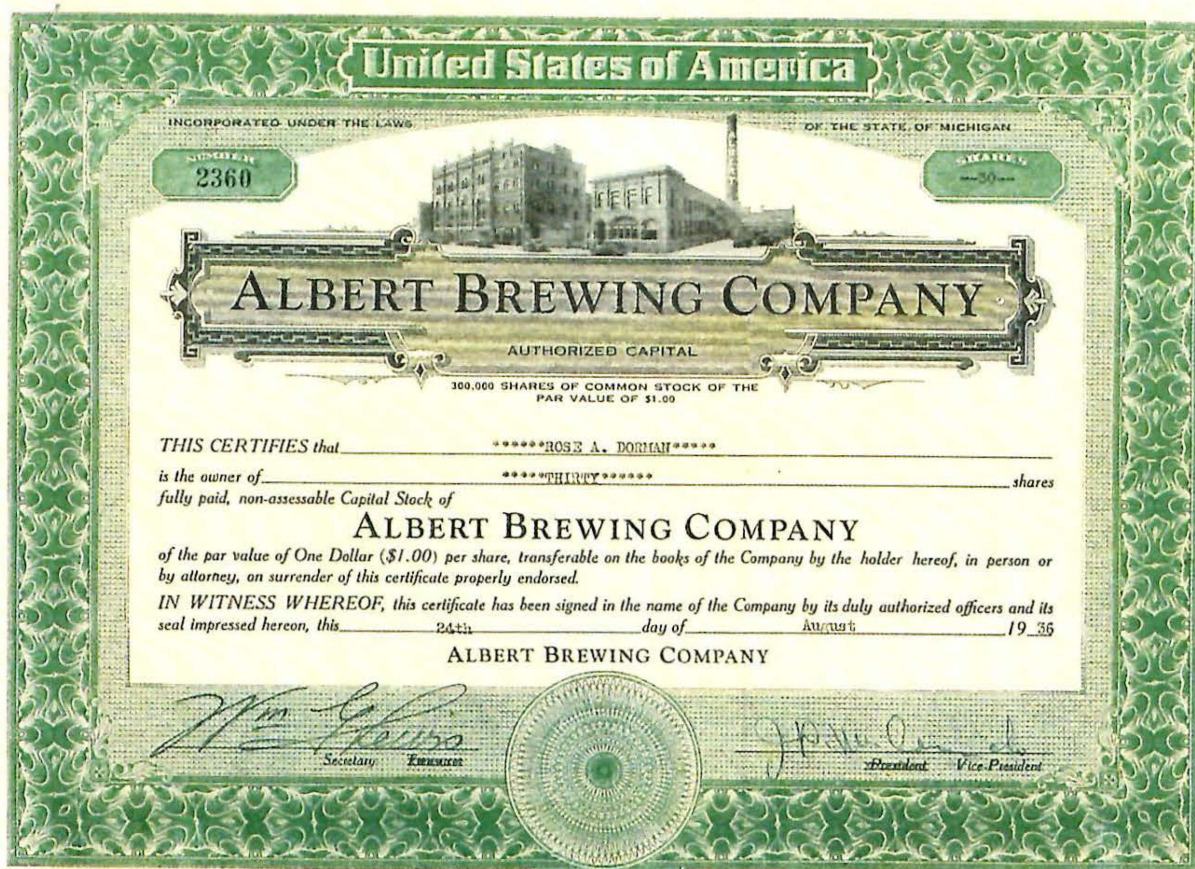 United States of America
INCORPORATED UNDER THE LAWS OF THE STATE OF MICHIGAN
NUMBER SHARES
2360 --30--
ALBERT BREWING COMPANY
AUTHORIZED CAPITAL
300,000 SHARES OF COMMON STOCK OF THE
PAR VALUE OF $1.00
THIS CERTIFIES that ******ROSE A. DORMAN*****
is the owner of *****THIRTY****** shares
fully paid, non-assessable Capital Stock of
ALBERT BREWING COMPANY
of the par value of One Dollar ($1.00) per share, transferable on the books of the Company by the holder hereof, in person or
by attorney, on surrender of this certificate properly endorsed.
IN WITNESS WHEREOF, this certificate has been signed in the name of the Company by its duly authorized officers and its
seal impressed hereon, this 24th day of August 19 36
ALBERT BREWING COMPANY
Wm
Secretary Treasurer President Vice-President